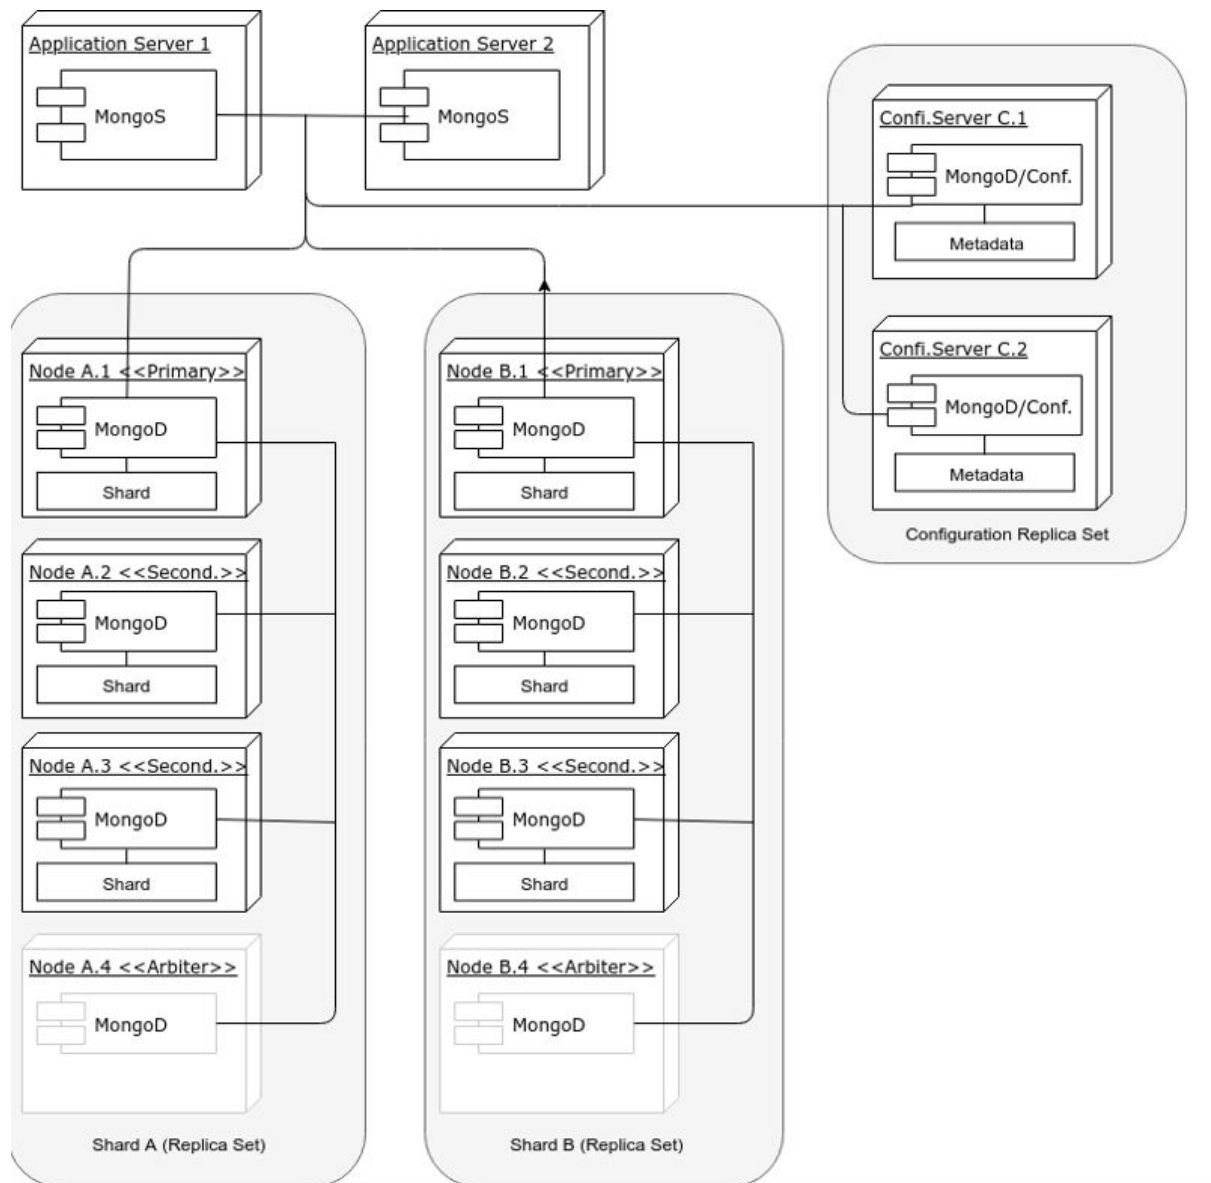 Application Server 1
MongoS
Application Server 2
MongoS
Confi.Server C.1
MongoD/Conf.
Metadata
Confi.Server C.2
MongoD/Conf.
Metadata
Configuration Replica Set
Node A.1 <<Primary>>
MongoD
Shard
Node A.2 <<Second.>>
MongoD
Shard
Node A.3 <<Second.>>
MongoD
Shard
Node A.4 <<Arbiter>>
MongoD
Shard A (Replica Set)
Node B.1 <<Primary>>
MongoD
Shard
Node B.2 <<Second.>>
MongoD
Shard
Node B.3 <<Second.>>
MongoD
Shard
Node B.4 <<Arbiter>>
MongoD
Shard B (Replica Set)